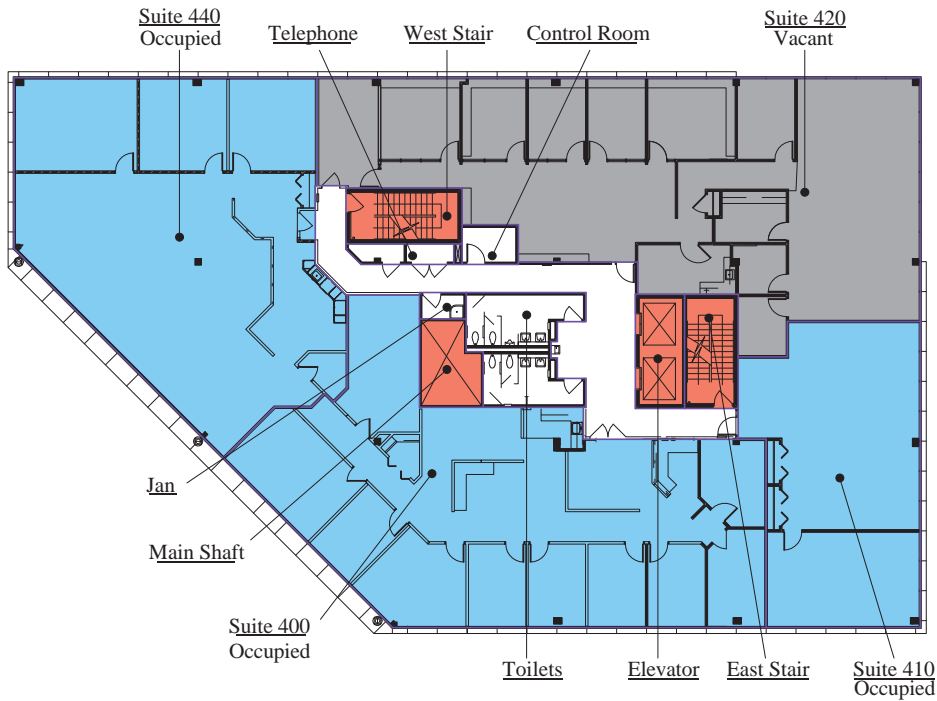 Suite 440
Occupied
Telephone
West Stair
Control Room
Suite 420
Vacant
Jan
Main Shaft
Suite 400
Occupied
Toilets
Elevator
East Stair
Suite 410
Occupied